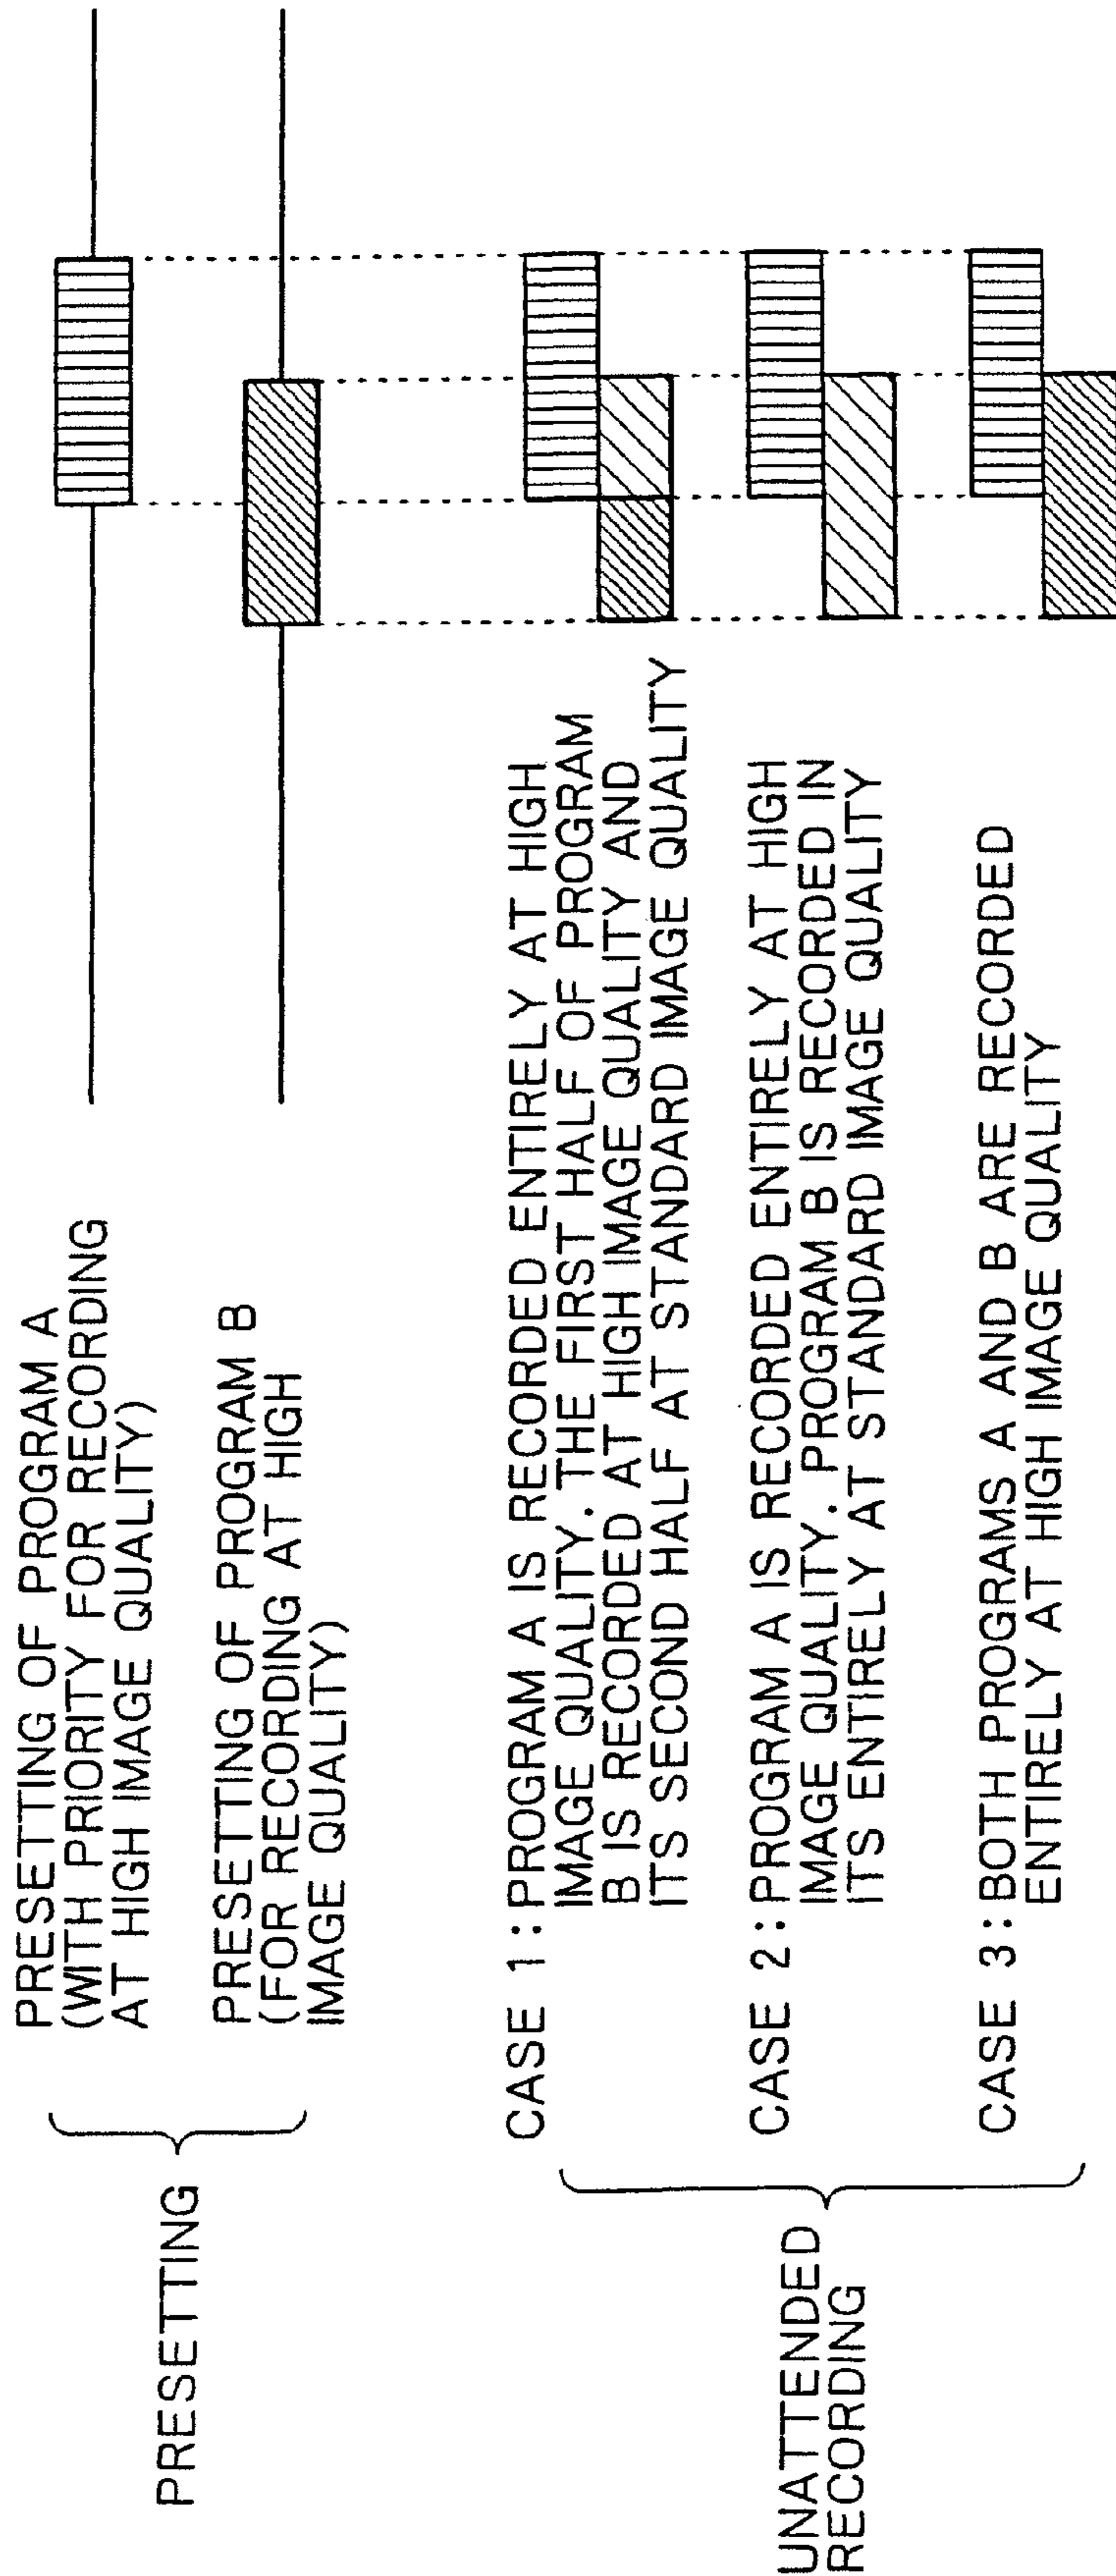 PRESETTING
PRESETTING OF PROGRAM A
(WITH PRIORITY FOR RECORDING
AT HIGH IMAGE QUALITY)
PRESETTING OF PROGRAM B
(FOR RECORDING AT HIGH
IMAGE QUALITY)
UNATTENDED
RECORDING
CASE 1: PROGRAM A IS RECORDED ENTIRELY AT HIGH
IMAGE QUALITY. THE FIRST HALF OF PROGRAM
B IS RECORDED AT HIGH IMAGE QUALITY AND
ITS SECOND HALF AT STANDARD IMAGE QUALITY
CASE 2: PROGRAM A IS RECORDED ENTIRELY AT HIGH
IMAGE QUALITY. PROGRAM B IS RECORDED IN
ITS ENTIRELY AT STANDARD IMAGE QUALITY
CASE 3: BOTH PROGRAMS A AND B ARE RECORDED
ENTIRELY AT HIGH IMAGE QUALITY